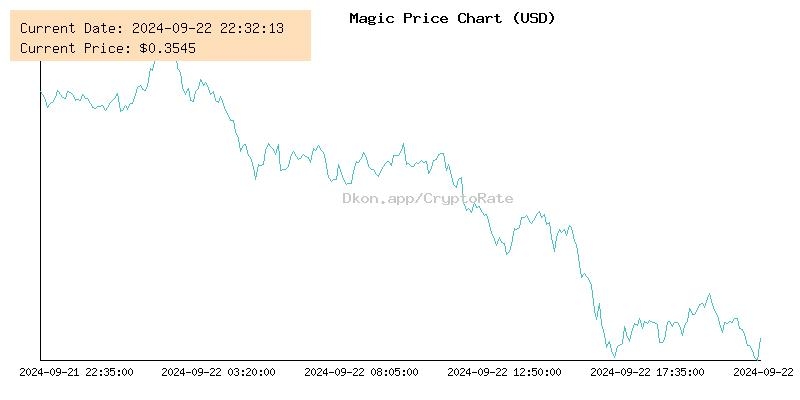 Magic Price Chart (USD)
Current Date: 2024-09-22 22:32:13
Current Price: $0.3545
Dkon.app/CryptoRate
2024-09-21 22:35:00 2024-09-22 03:20:00 2024-09-22 08:05:00 2024-09-22 12:50:00 2024-09-22 17:35:00 2024-09-22